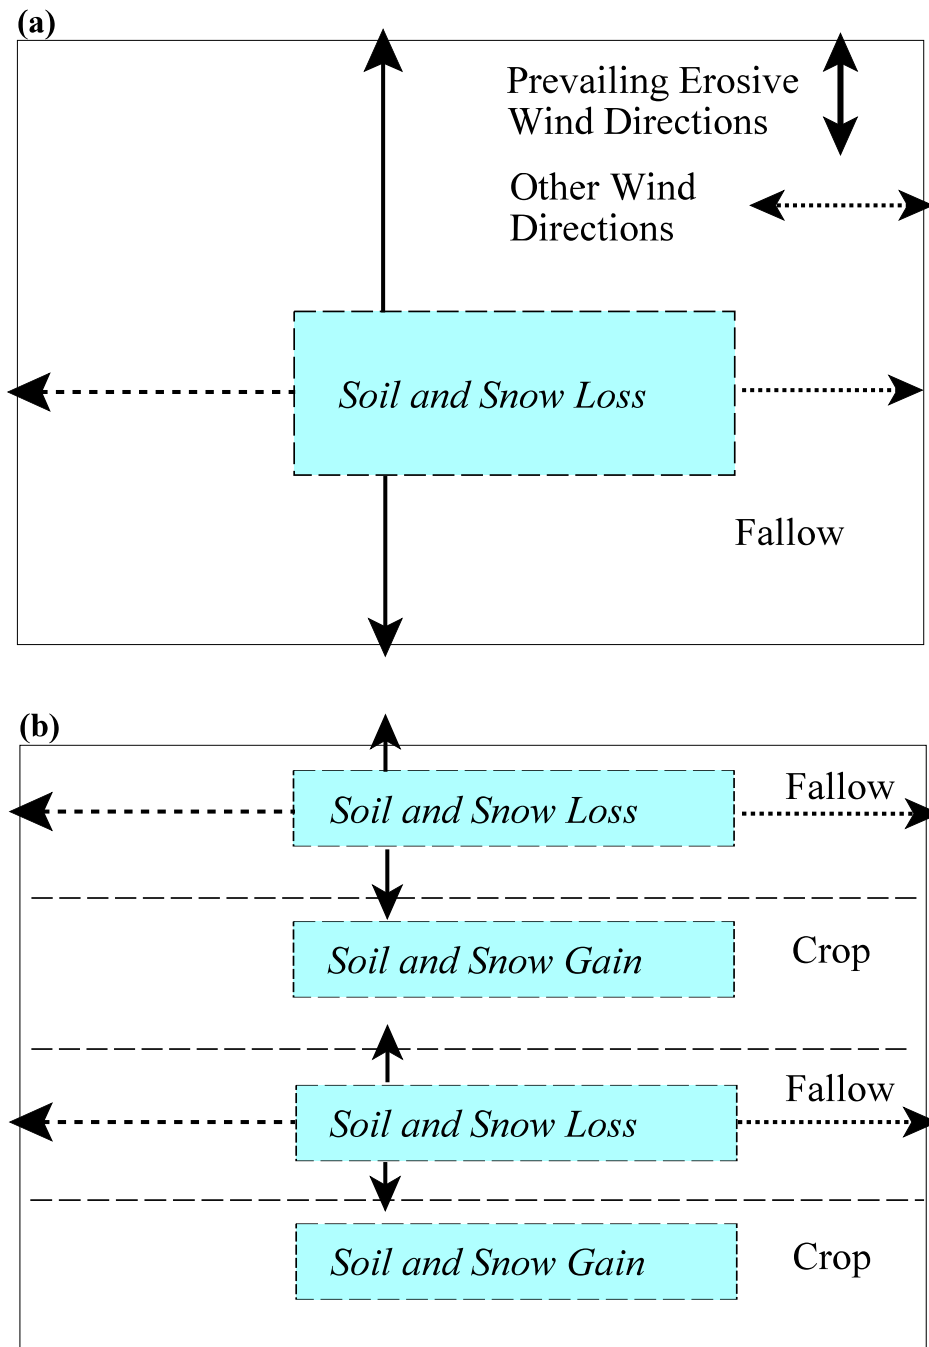 (a)
Prevailing Erosive
Wind Directions
Other Wind
Directions
Soil and Snow Loss
Fallow
(b)
Fallow
Soil and Snow Loss
Crop
Soil and Snow Gain
Fallow
Soil and Snow Loss
Crop
Soil and Snow Gain